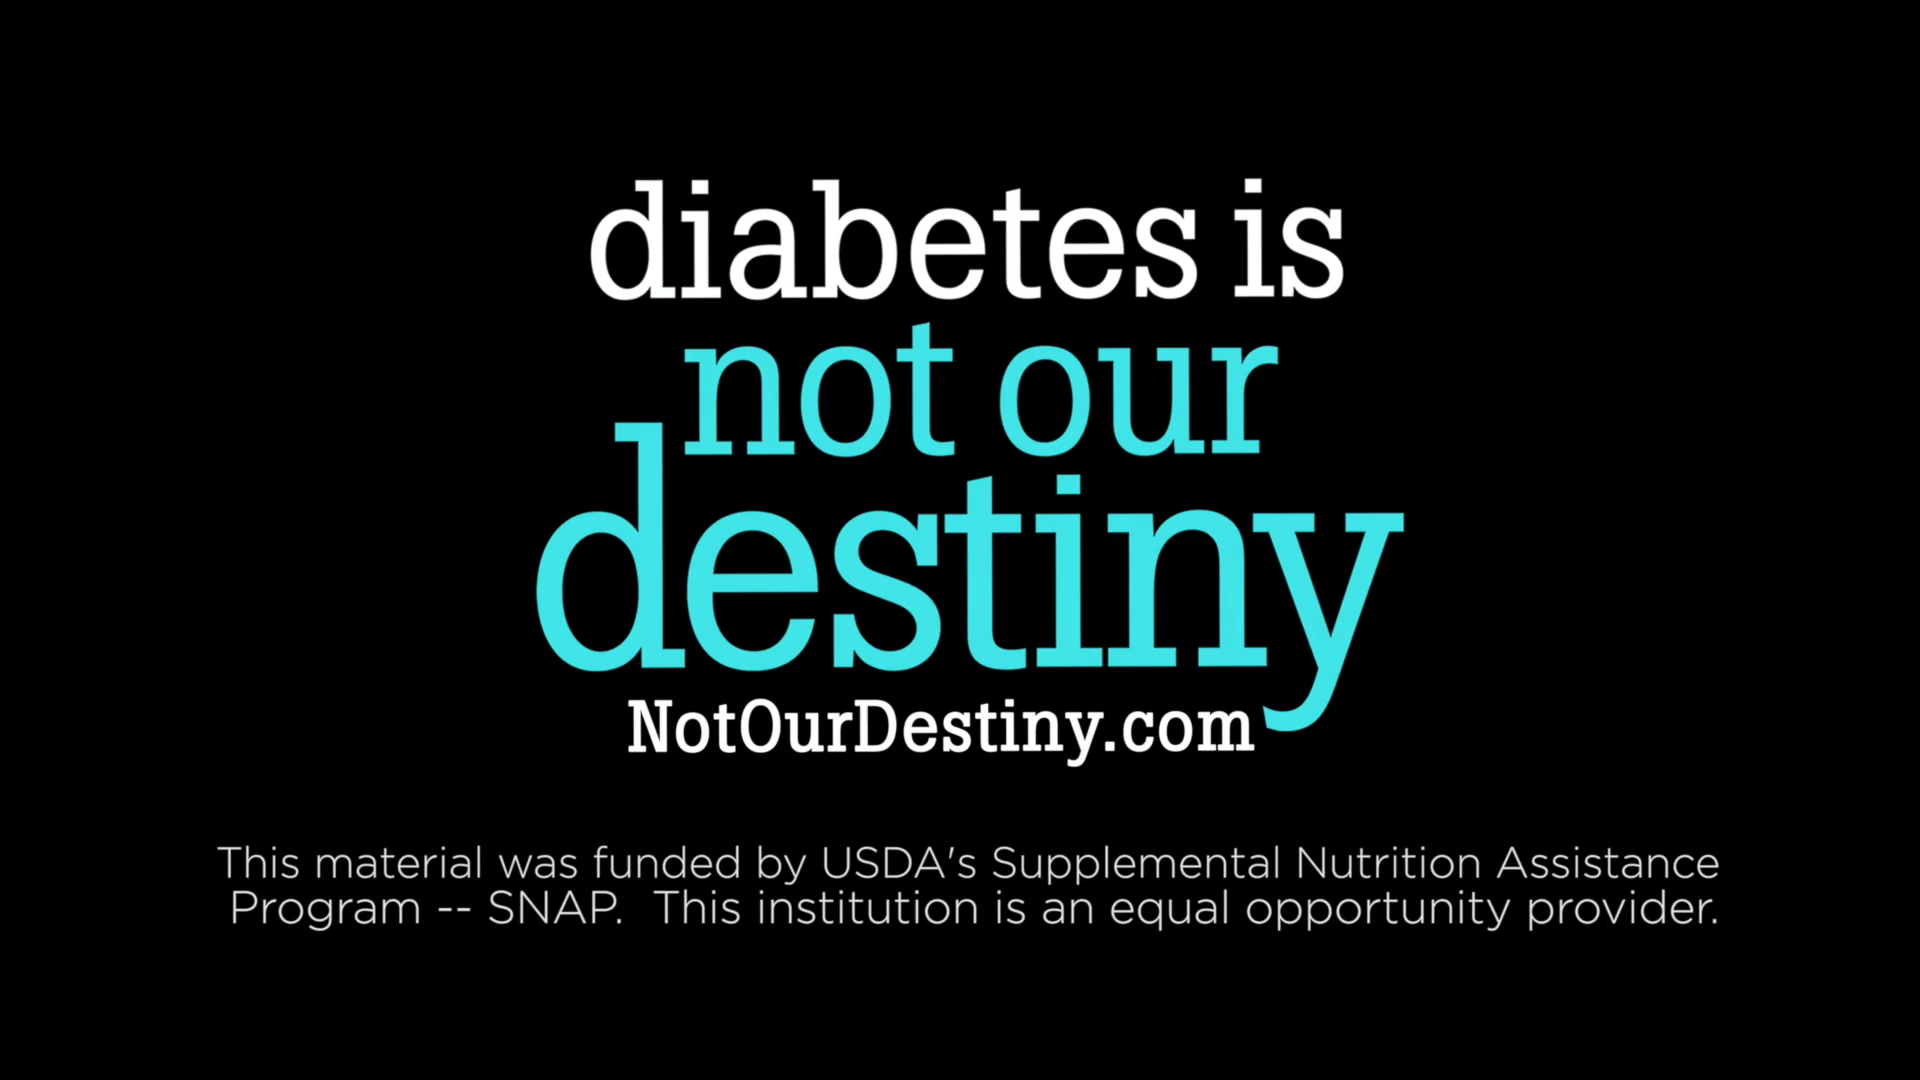 diabetes is
not our
destiny
NotOurDestiny.com
This material was funded by USDA's Supplemental Nutrition Assistance
Program -- SNAP.  This institution is an equal opportunity provider.